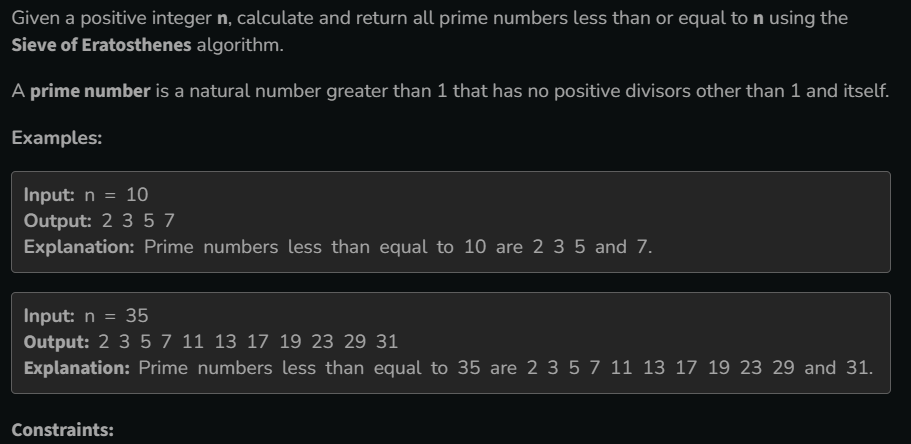 Given a positive integer n, calculate and return all prime numbers less than or equal to n using the
Sieve of Eratosthenes algorithm.
A prime number is a natural number greater than 1 that has no positive divisors other than 1 and itself.
Examples:
Input: n = 10
Output: 2 3 5 7
Explanation: Prime numbers less than equal to 10 are 2 3 5 and 7.
Input: n = 35
Output: 2 3 5 7 11 13 17 19 23 29 31
Explanation: Prime numbers less than equal to 35 are 2 3 5 7 11 13 17 19 23 29 and 31.
Constraints: